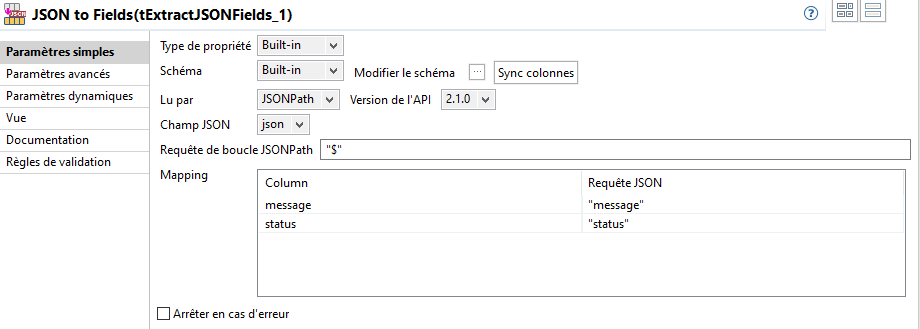 JSON to Fields(tExtractJSONFields_1)
Paramètres simples
Paramètres avancés
Paramètres dynamiques
Vue
Documentation
Règles de validation
Type de propriété Built-in
Schéma Built-in Modifier le schéma ... Sync colonnes
Lu par JSONPath Version de l'API 2.1.0
Champ JSON json
Requête de boucle JSONPath "$"
Mapping
Column Requête JSON
message "message"
status "status"
Arrêter en cas d'erreur